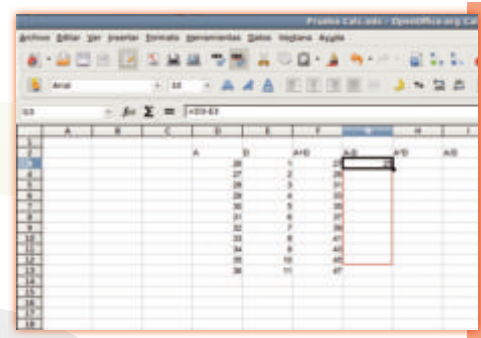 Prueba Calc.ods - OpenOffice.org Cal
Archivo Editar Ver Insertar Formato Herramientas Datos Ventana Ayuda
Arial 10
G3 =D3-E3
A B C D E F G H I
1
2 A D A+D A-D A*D A/D
3 26 1 27 25
4 27 2 29
5 28 3 31
6 29 4 33
7 30 5 35
8 31 6 37
9 32 7 39
10 33 8 41
11 34 9 43
12 35 10 45
13 36 11 47
14
15
16
17
18